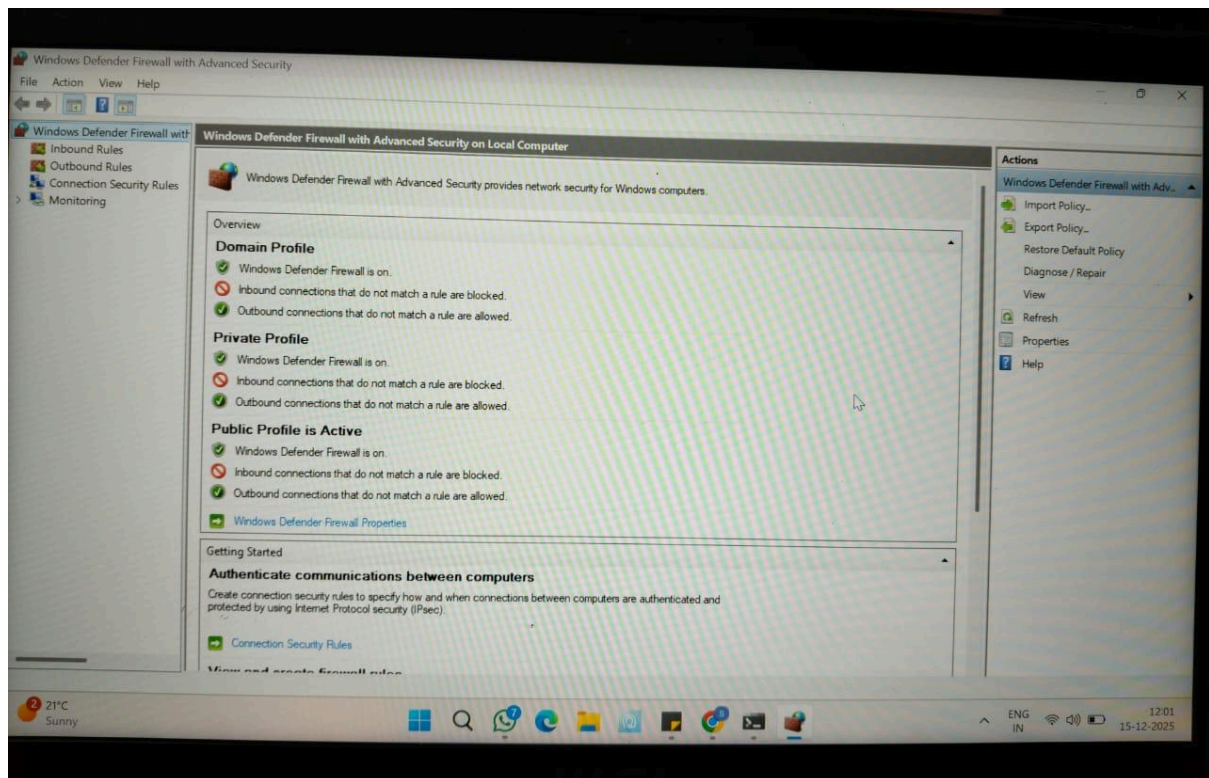 Windows Defender Firewall with Advanced Security
File Action View Help
Windows Defender Firewall with
Inbound Rules
Outbound Rules
Connection Security Rules
Monitoring
Windows Defender Firewall with Advanced Security on Local Computer
Windows Defender Firewall with Advanced Security provides network security for Windows computers.
Overview
Domain Profile
Windows Defender Firewall is on.
Inbound connections that do not match a rule are blocked.
Outbound connections that do not match a rule are allowed.
Private Profile
Windows Defender Firewall is on.
Inbound connections that do not match a rule are blocked.
Outbound connections that do not match a rule are allowed.
Public Profile is Active
Windows Defender Firewall is on.
Inbound connections that do not match a rule are blocked.
Outbound connections that do not match a rule are allowed.
Windows Defender Firewall Properties
Getting Started
Authenticate communications between computers
Create connection security rules to specify how and when connections between computers are authenticated and
protected by using Internet Protocol security (IPsec).
Connection Security Rules
View and create firewall rules
Actions
Windows Defender Firewall with Adv...
Import Policy...
Export Policy...
Restore Default Policy
Diagnose / Repair
View
Refresh
Properties
Help
2
21°C
Sunny
7
ENG
IN
12:01
15-12-2025